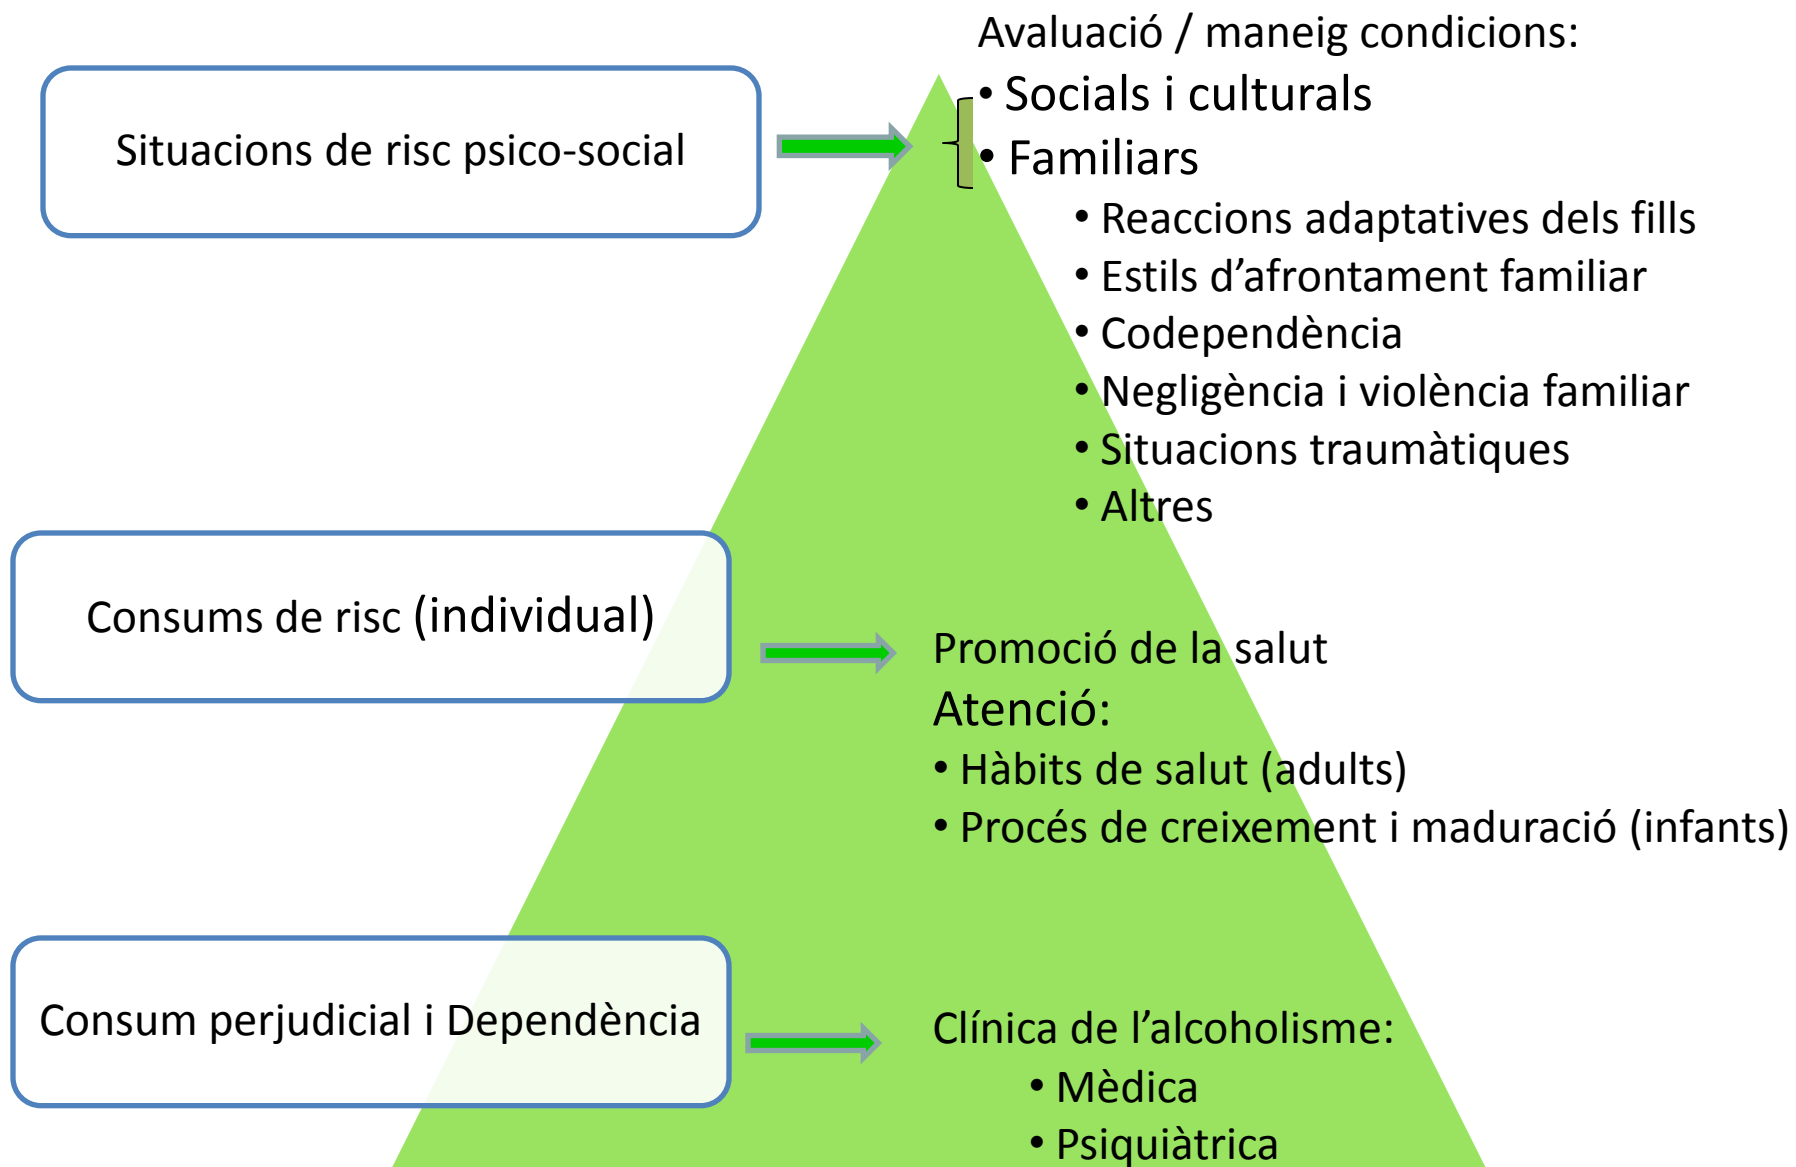 Avaluació / maneig condicions:
Situacions de risc psico-social
• Socials i culturals
• Familiars
• Reaccions adaptatives dels fills
• Estils d’afrontament familiar
• Codependència
• Negligència i violència familiar
• Situacions traumàtiques
• Altres
Consums de risc (individual)
Promoció de la salut
Atenció:
• Hàbits de salut (adults)
• Procés de creixement i maduració (infants)
Consum perjudicial i Dependència
Clínica de l’alcoholisme:
• Mèdica
• Psiquiàtrica